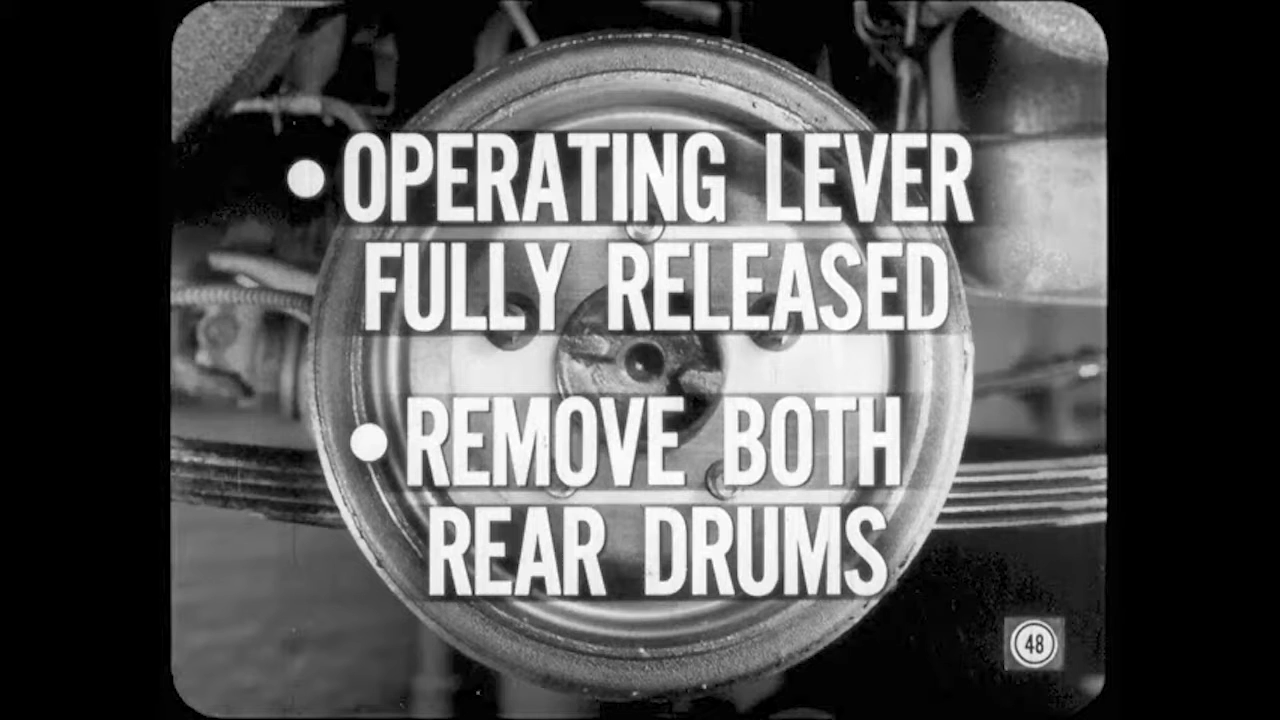 • OPERATING LEVER
FULLY RELEASED
• REMOVE BOTH
REAR DRUMS
48